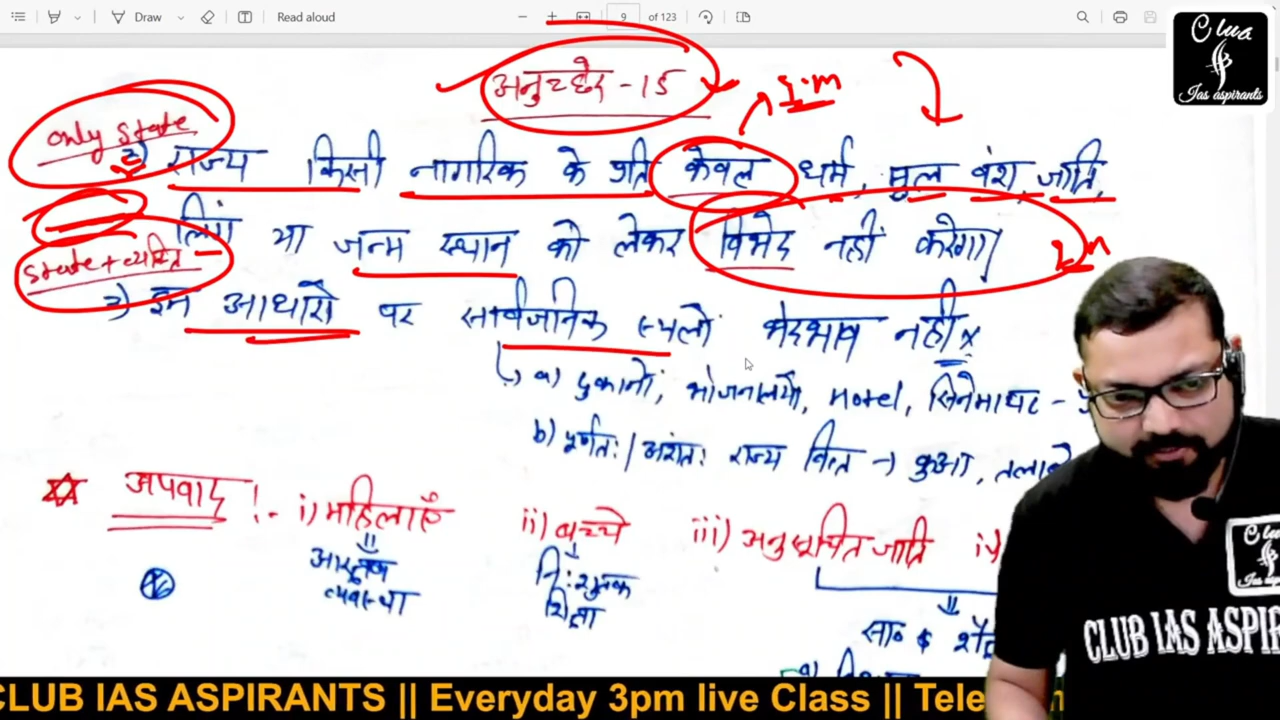 Draw
Read aloud
9 of 123
Club
Ias aspirants
अनुच्छेद - 15
only state
राज्य किसी नागरिक के प्रति केवल धर्म, मूल वंश, जाति,
लिंग या जन्म स्थान को लेकर विभेद नहीं करेगा।
state + व्यक्ति
२) इन आधारों पर सार्वजनिक स्थलों भेदभाव नहीं x
a) दुकानों, भोजनालयों, Hotel, सिनेमाघर -
b) पूर्णतः / अंशतः राज्य → कुआ,
अपवाद :- i) महिलाएँ ii) बच्चे iii) अनुसूचित जाति
आरक्षण निःशुल्क
व्यवस्था शिक्षा
CLUB IAS ASPIR
CLUB IAS ASPIRANTS || Everyday 3pm live Class || Tele